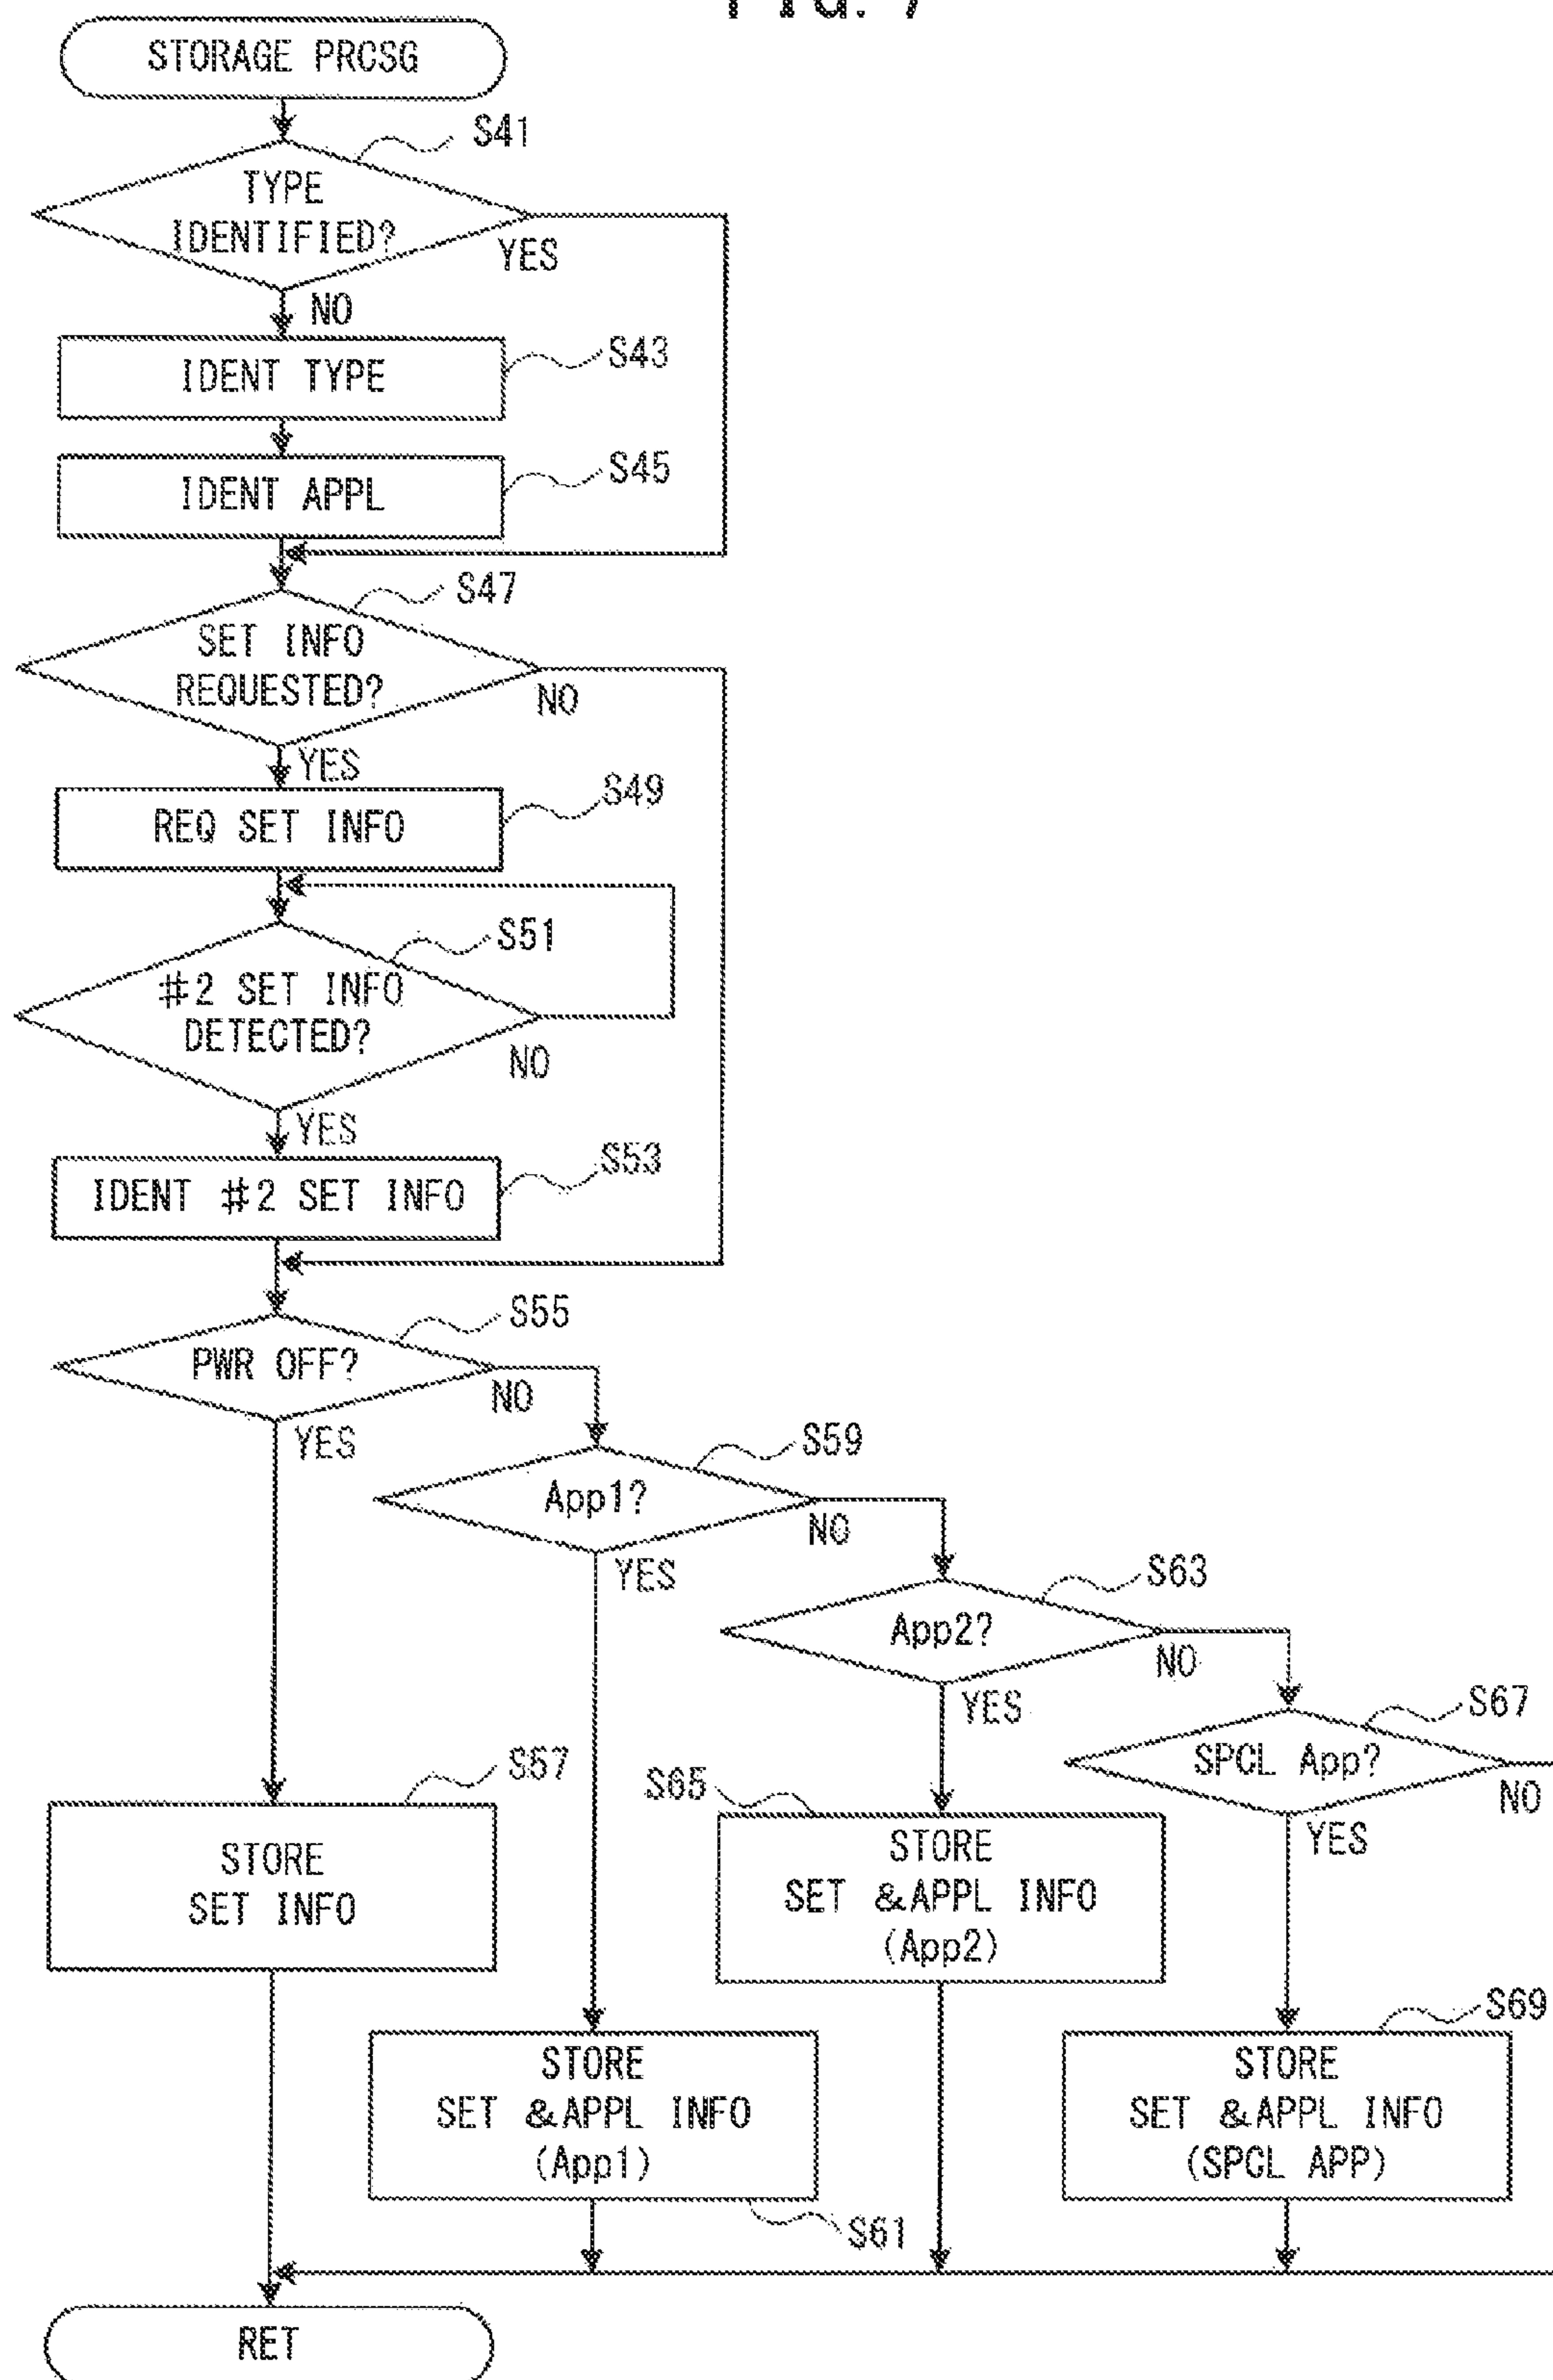 FIG. 7
STORAGE PRCSG
S41
TYPE
IDENTIFIED?
YES
NO
IDENT TYPE
S43
IDENT APPL
S45
S47
SET INFO
REQUESTED?
NO
YES
REQ SET INFO
S49
S51
#2 SET INFO
DETECTED?
NO
YES
IDENT #2 SET INFO
S53
S55
PWR OFF?
NO
YES
S59
App1?
NO
YES
S63
App2?
NO
YES
S67
SPCL App?
NO
YES
S57
STORE
SET INFO
S65
STORE
SET &APPL INFO
(App2)
S69
STORE
SET &APPL INFO
(App1)
S61
STORE
SET &APPL INFO
(SPCL APP)
RET